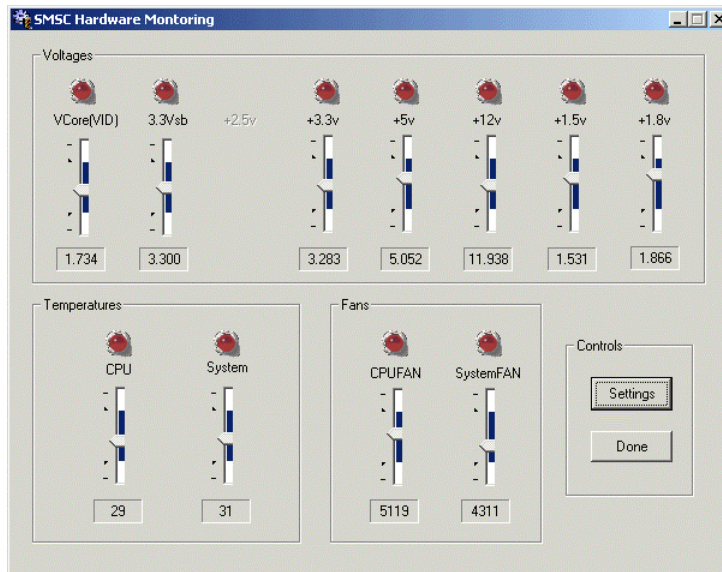 SMSC Hardware Montoring
Voltages
VCore(VID) 3.3Vsb +2.5v +3.3v +5v +12v +1.5v +1.8v
1.734 3.300 3.283 5.052 11.938 1.531 1.866
Temperatures
CPU System
29 31
Fans
CPUFAN SystemFAN
5119 4311
Controls
Settings
Done